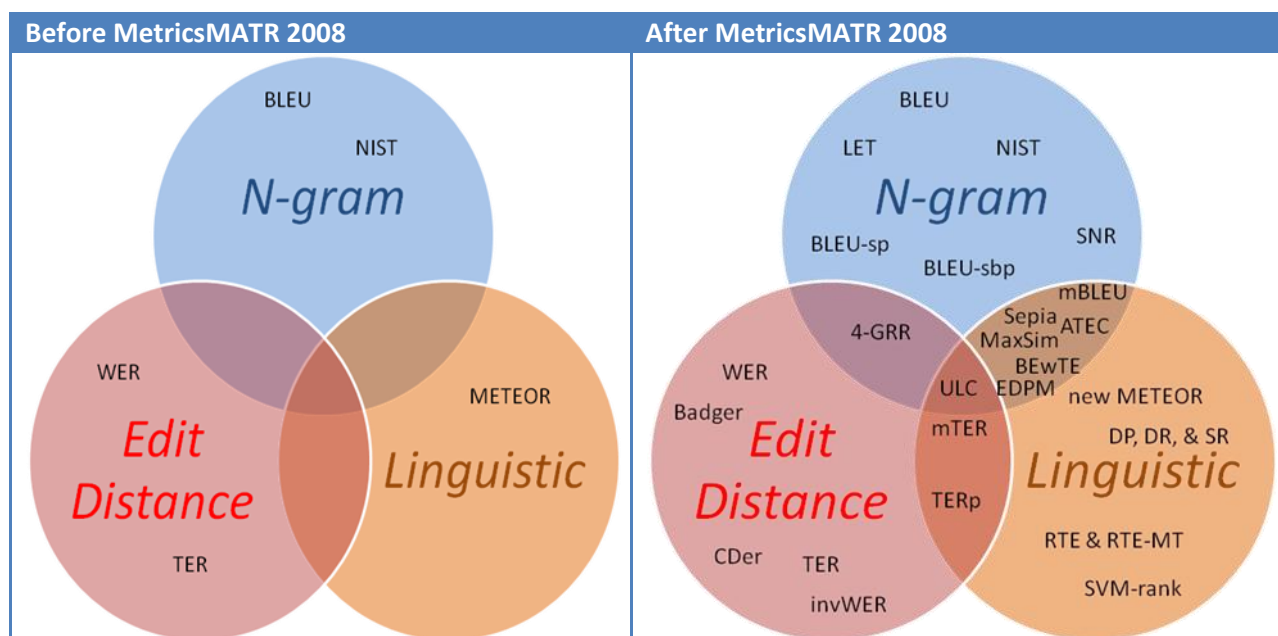 Before MetricsMATR 2008
BLEU
NIST
N-gram
WER
METEOR
Edit
Distance
Linguistic
TER
After MetricsMATR 2008
BLEU
LET
NIST
N-gram
SNR
BLEU-sp
BLEU-sbp
mBLEU
Sepia
ATEC
4-GRR
MaxSim
BEwTE
WER
ULC
EDPM
new METEOR
Badger
mTER
DP, DR, & SR
Edit
Distance
Linguistic
TERp
RTE & RTE-MT
CDer
TER
SVM-rank
invWER